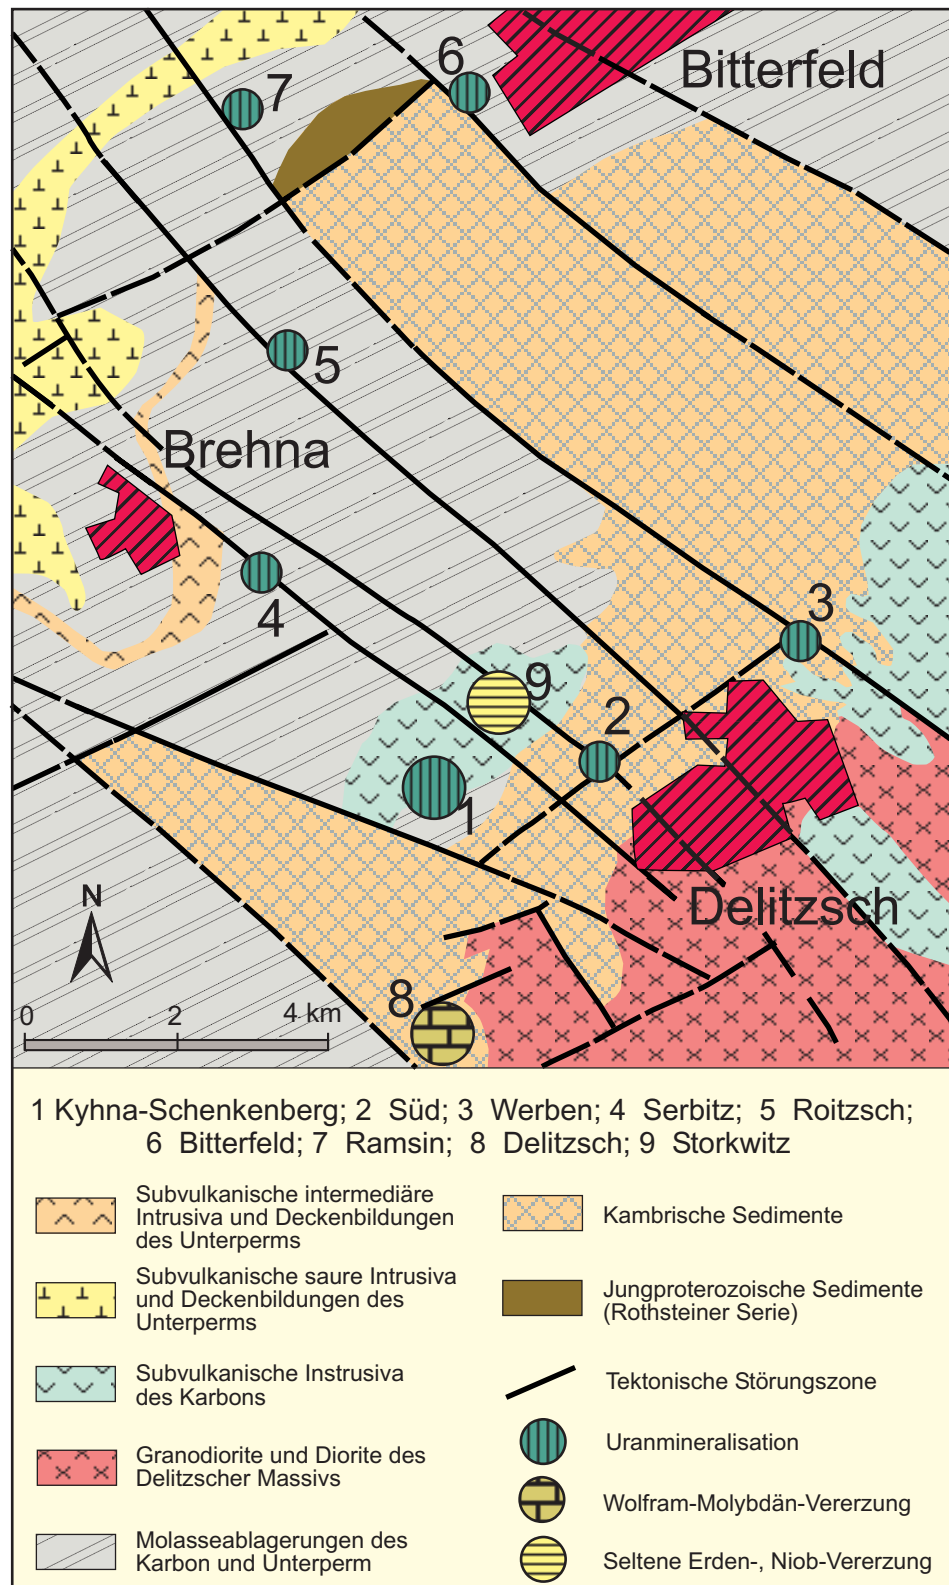 6
Bitterfeld
7
5
Brehna
3
4
9
2
1
Delitzsch
N
8
0 2 4 km
1 Kyhna-Schenkenberg; 2 Süd; 3 Werben; 4 Serbitz; 5 Roitzsch;
6 Bitterfeld; 7 Ramsin; 8 Delitzsch; 9 Storkwitz
Subvulkanische intermediäre
Intrusiva und Deckenbildungen
des Unterperms
Subvulkanische saure Intrusiva
und Deckenbildungen des
Unterperms
Subvulkanische Instrusiva
des Karbons
Granodiorite und Diorite des
Delitzscher Massivs
Molasseablagerungen des
Karbon und Unterperm
Kambrische Sedimente
Jungproterozoische Sedimente
(Rothsteiner Serie)
Tektonische Störungszone
Uranmineralisation
Wolfram-Molybdän-Vererzung
Seltene Erden-, Niob-Vererzung